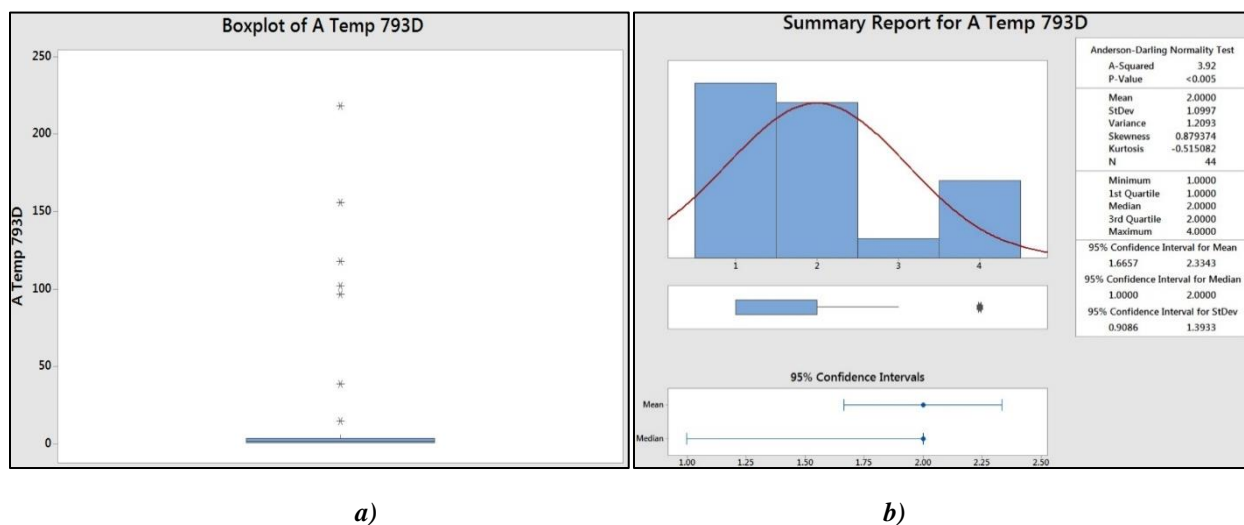 Boxplot of A Temp 793D
A Temp 793D
250
200
150
100
50
0
Summary Report for A Temp 793D
1 2 3 4
Anderson-Darling Normality Test
A-Squared 3.92
P-Value <0.005
Mean 2.0000
StDev 1.0997
Variance 1.2093
Skewness 0.879374
Kurtosis -0.515082
N 44
Minimum 1.0000
1st Quartile 1.0000
Median 2.0000
3rd Quartile 2.0000
Maximum 4.0000
95% Confidence Interval for Mean
1.6657 2.3343
95% Confidence Interval for Median
1.0000 2.0000
95% Confidence Interval for StDev
0.9086 1.3933
95% Confidence Intervals
Mean
Median
1.00 1.25 1.50 1.75 2.00 2.25 2.50
a) b)